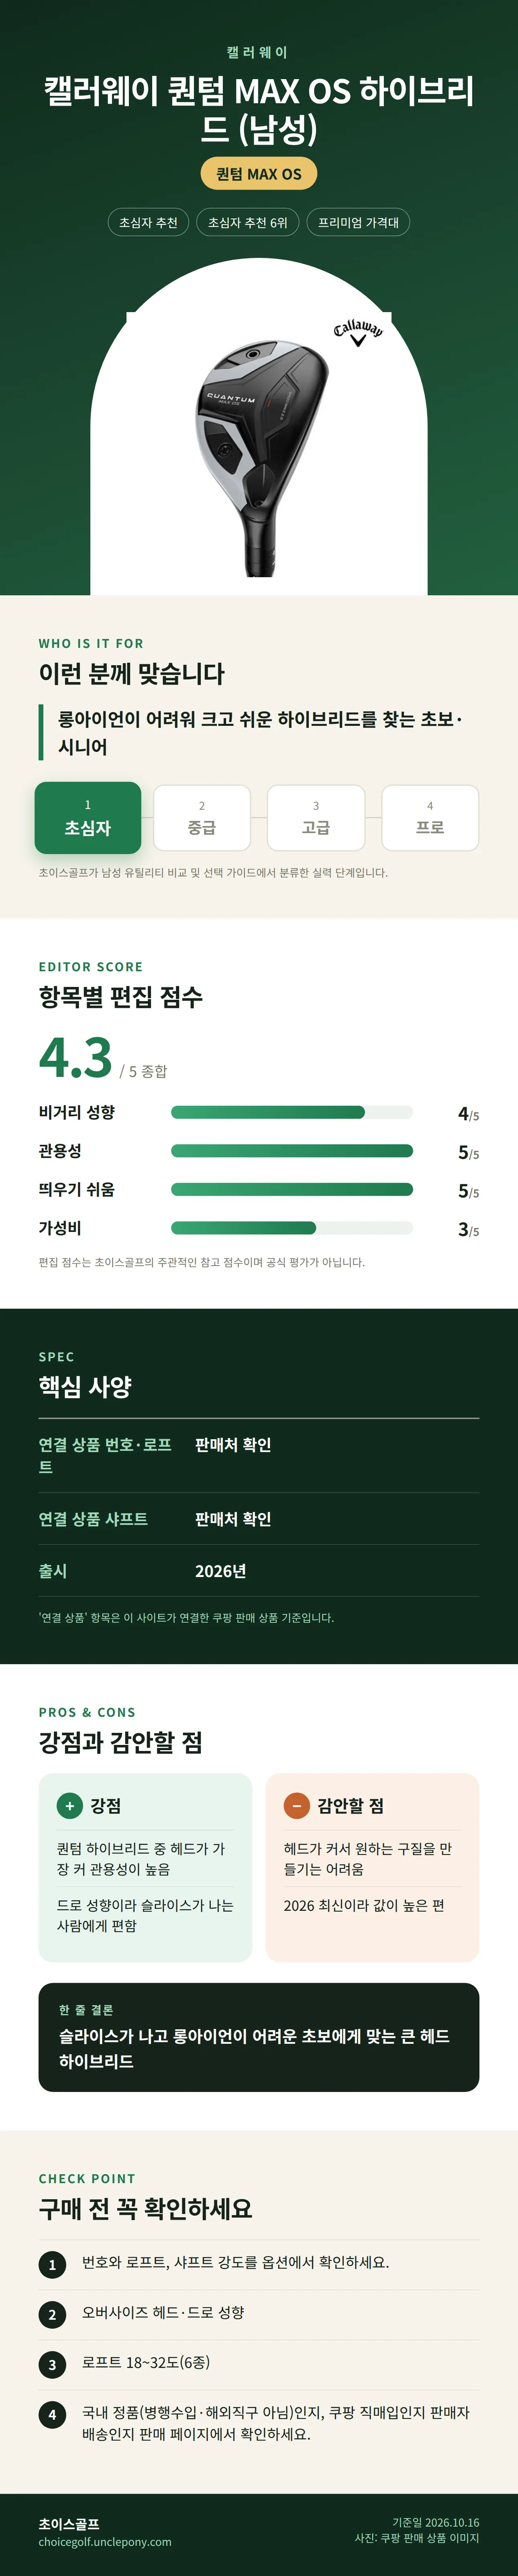 캘러웨이
캘러웨이 퀀텀 MAX OS 하이브리
드 (남성)
퀀텀 MAX OS
초심자 추천
초심자 추천 6위
프리미엄 가격대
Callaway
QUANTUM
MAX OS
WHO IS IT FOR
이런 분께 맞습니다
롱아이언이 어려워 크고 쉬운 하이브리드를 찾는 초보·
시니어
1
초심자
2
중급
3
고급
4
프로
초이스골프가 남성 유틸리티 비교 및 선택 가이드에서 분류한 실력 단계입니다.
EDITOR SCORE
항목별 편집 점수
4.3 / 5 종합
비거리 성향 4/5
관용성 5/5
띄우기 쉬움 5/5
가성비 3/5
편집 점수는 초이스골프의 주관적인 참고 점수이며 공식 평가가 아닙니다.
SPEC
핵심 사양
연결 상품 번호·로프
트
판매처 확인
연결 상품 샤프트 판매처 확인
출시 2026년
'연결 상품' 항목은 이 사이트가 연결한 쿠팡 판매 상품 기준입니다.
PROS & CONS
강점과 감안할 점
+ 강점
퀀텀 하이브리드 중 헤드가 가
장 커 관용성이 높음
드로 성향이라 슬라이스가 나는
사람에게 편함
− 감안할 점
헤드가 커서 원하는 구질을 만
들기는 어려움
2026 최신이라 값이 높은 편
한 줄 결론
슬라이스가 나고 롱아이언이 어려운 초보에게 맞는 큰 헤드
하이브리드
CHECK POINT
구매 전 꼭 확인하세요
1 번호와 로프트, 샤프트 강도를 옵션에서 확인하세요.
2 오버사이즈 헤드·드로 성향
3 로프트 18~32도(6종)
4 국내 정품(병행수입·해외직구 아님)인지, 쿠팡 직매입인지 판매자
배송인지 판매 페이지에서 확인하세요.
초이스골프
choicegolf.unclepony.com
기준일 2026.10.16
사진: 쿠팡 판매 상품 이미지